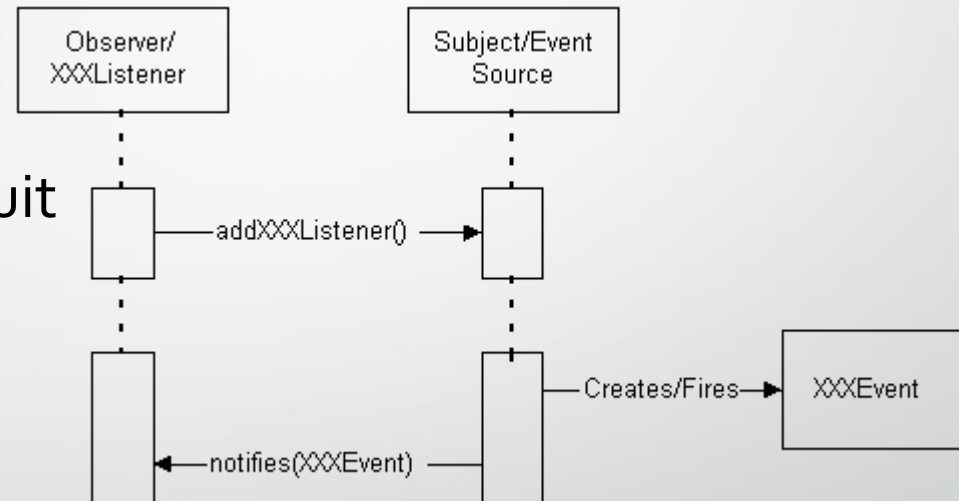 Observer/
XXXListener
Subject/Event
Source
uit
addXXXListener()
Creates/Fires
XXXEvent
notifies(XXXEvent)